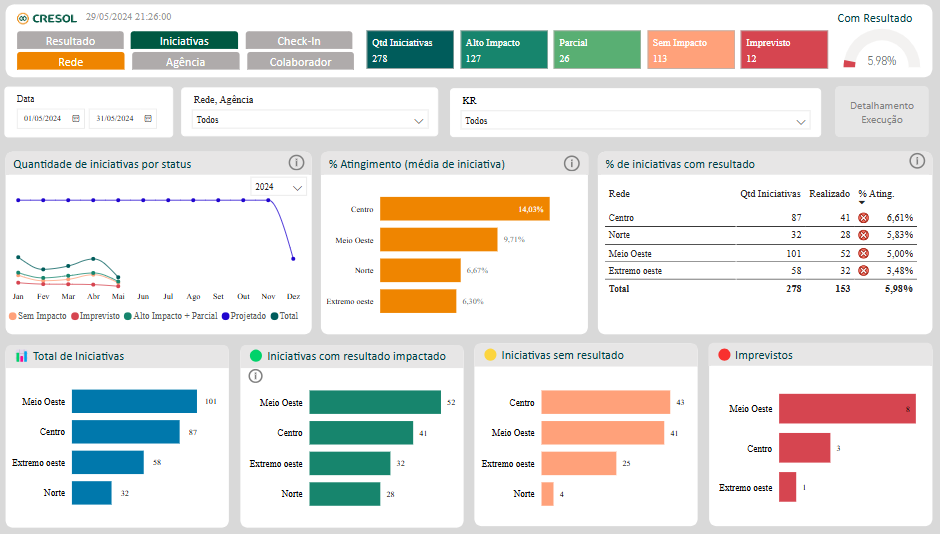 CRESOL
29/05/2024 21:26:00
Resultado
Iniciativas
Check-In
Rede
Agência
Colaborador
Qtd Iniciativas
278
Alto Impacto
127
Parcial
26
Sem Impacto
113
Imprevisto
12
Com Resultado
5.98%
Data
01/05/2024
31/05/2024
Rede, Agência
Todos
KR
Todos
Detalhamento
Execução
Quantidade de iniciativas por status
2024
Jan Fev Mar Abr Mai Jun Jul Ago Set Out Nov Dez
Sem Impacto Imprevisto Alto Impacto + Parcial Projetado Total
% Atingimento (média de iniciativa)
Centro 14,03%
Meio Oeste 9,71%
Norte 6,67%
Extremo oeste 6,30%
% de iniciativas com resultado
Rede Qtd Iniciativas Realizado % Ating.
Centro 87 41 6,61%
Norte 32 28 5,83%
Meio Oeste 101 52 5,00%
Extremo oeste 58 32 3,48%
Total 278 153 5,98%
Total de Iniciativas
Meio Oeste 101
Centro 87
Extremo oeste 58
Norte 32
Iniciativas com resultado impactado
Meio Oeste 52
Centro 41
Extremo oeste 32
Norte 28
Iniciativas sem resultado
Centro 43
Meio Oeste 41
Extremo oeste 25
Norte 4
Imprevistos
Meio Oeste 8
Centro 3
Extremo oeste 1